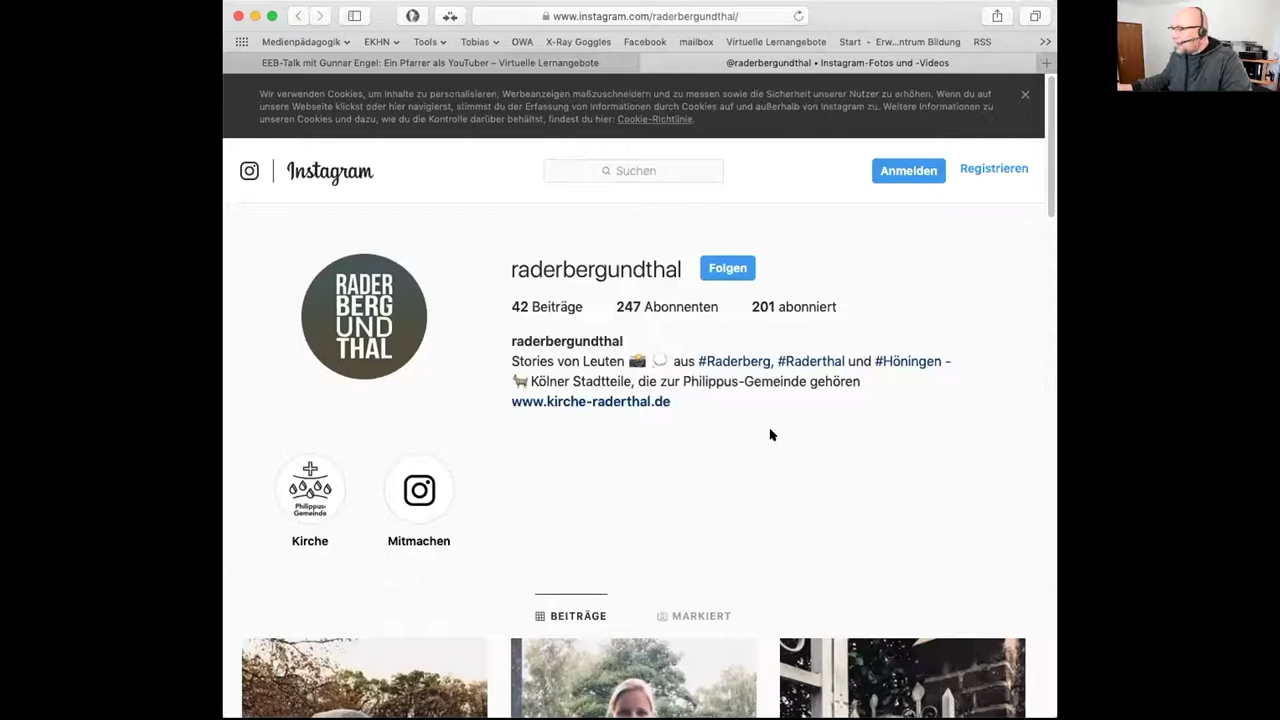 www.instagram.com/raderbergundthal/
Medienpädagogik EKHN Tools Tobias OWA X-Ray Goggles Facebook mailbox Virtuelle Lernangebote Start - Erw...ntrum Bildung RSS
EEB-Talk mit Gunnar Engel: Ein Pfarrer als YouTuber – Virtuelle Lernangebote
@raderbergundthal • Instagram-Fotos und -Videos
Wir verwenden Cookies, um Inhalte zu personalisieren, Werbeanzeigen maßzuschneidern und zu messen sowie die Sicherheit unserer Nutzer zu erhöhen. Wenn du auf
unsere Webseite klickst oder hier navigierst, stimmst du der Erfassung von Informationen durch Cookies auf und außerhalb von Instagram zu. Weitere Informationen
zu unseren Cookies und dazu, wie du die Kontrolle darüber behältst, findest du hier: Cookie-Richtlinie.
Instagram
Suchen
Anmelden
Registrieren
RADER
BERG
UND
THAL
raderbergundthal
Folgen
42 Beiträge 247 Abonnenten 201 abonniert
raderbergundthal
Stories von Leuten 📸 💭 aus #Raderberg, #Raderthal und #Höningen -
🐕Kölner Stadtteile, die zur Philippus-Gemeinde gehören
www.kirche-raderthal.de
Philippus-
Gemeinde
Kirche
Mitmachen
BEITRÄGE
MARKIERT